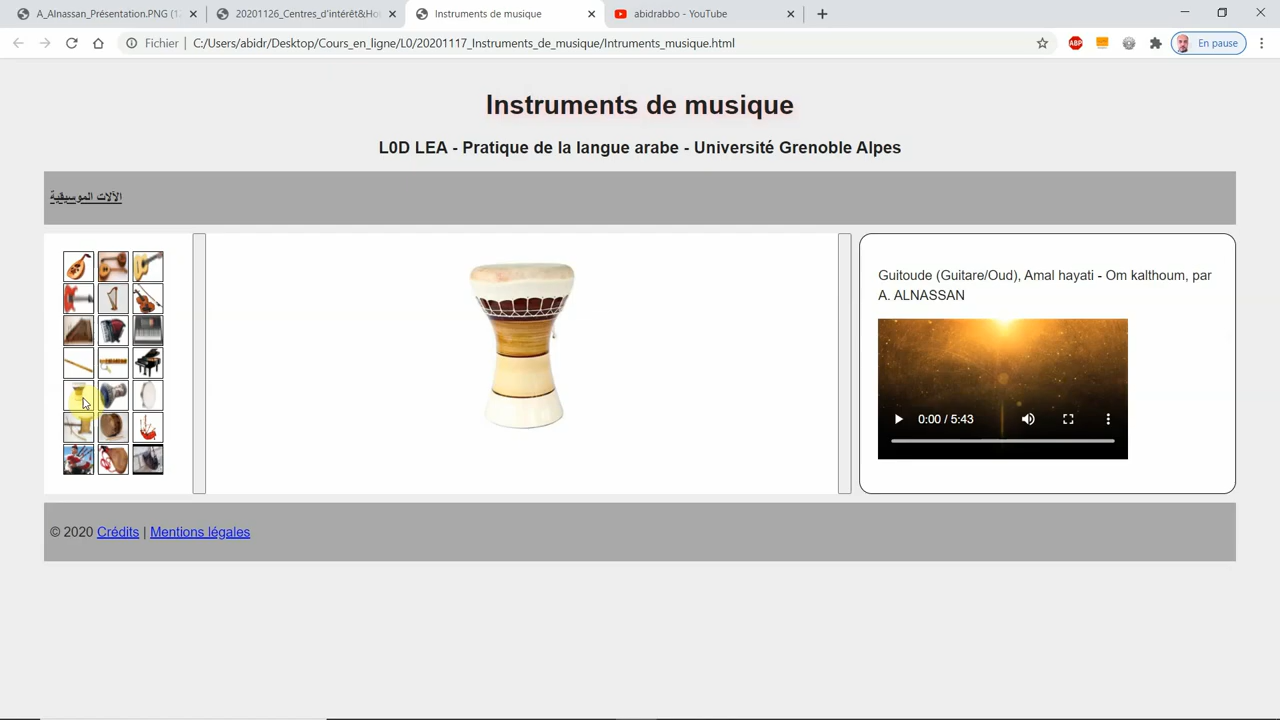 A_Alnassan_Présentation.PNG (1
20201126_Centres_d'intérêt&Ho
Instruments de musique
abidrabbo - YouTube
Fichier
C:/Users/abidr/Desktop/Cours_en_ligne/L0/20201117_Instruments_de_musique/Intruments_musique.html
ABP
En pause
Instruments de musique
L0D LEA - Pratique de la langue arabe - Université Grenoble Alpes
الآلات الموسيقية
Guitoude (Guitare/Oud), Amal hayati - Om kalthoum, par
A. ALNASSAN
0:00 / 5:43
© 2020 Crédits | Mentions légales